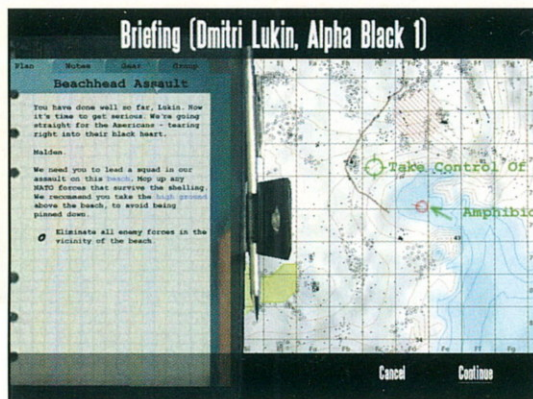 Briefing (Dmitri Lukin, Alpha Black 1)
Plan Notes Gear Group
Beachhead Assault
You have done well so far, Lukin. Now
it's time to get serious. We're going
straight for the Americans - tearing
right into their black heart.
Malden.
We need you to lead a squad in our
assault on this beach. Mop up any
NATO forces that survive the shelling.
We recommend you take the high ground
above the beach, to avoid being
pinned down.
Eliminate all enemy forces in the
vicinity of the beach.
Take Control Of
Amphibio
Cancel Continue